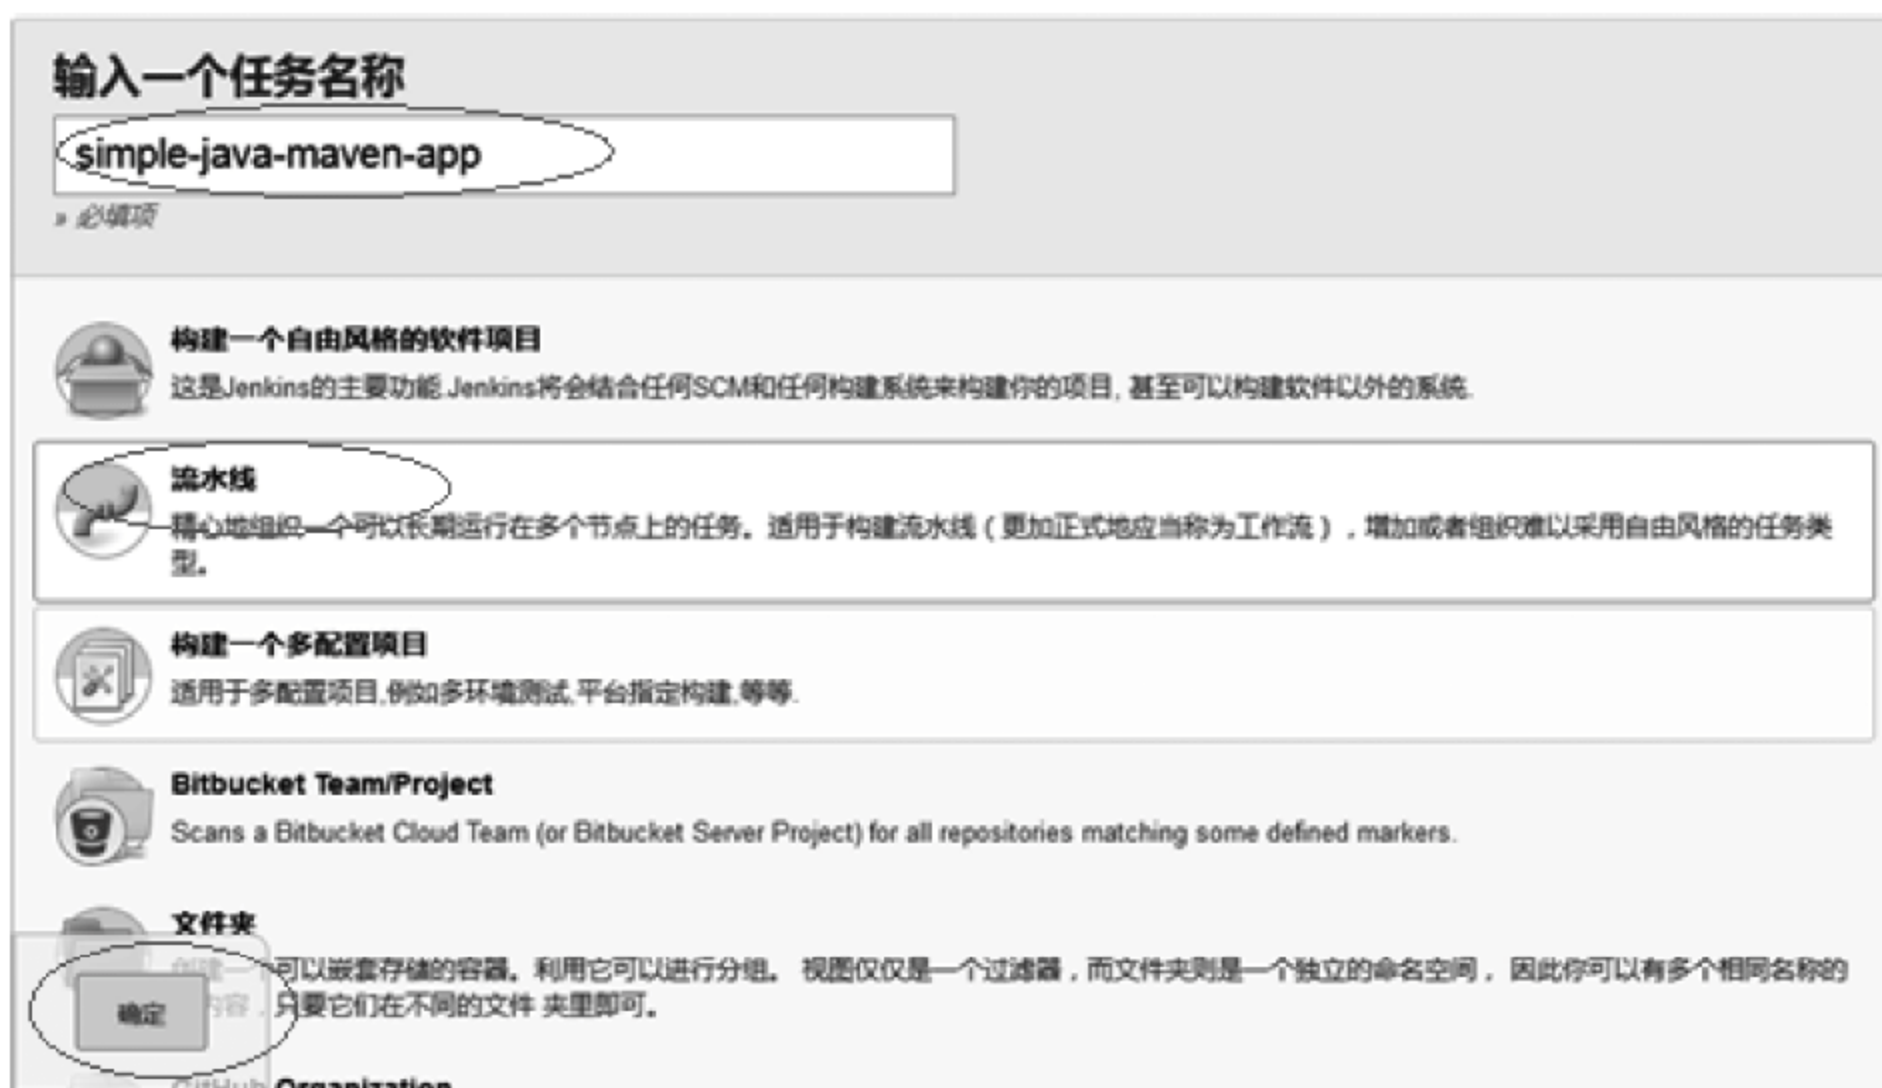 输入一个任务名称
simple-java-maven-app
» 必填项
构建一个自由风格的软件项目
这是Jenkins的主要功能.Jenkins将会结合任何SCM和任何构建系统来构建你的项目, 甚至可以构建软件以外的系统.
流水线
精心地组织一个可以长期运行在多个节点上的任务。适用于构建流水线（更加正式地应当称为工作流），增加或者组织难以采用自由风格的任务类
型。
构建一个多配置项目
适用于多配置项目,例如多环境测试,平台指定构建,等等.
Bitbucket Team/Project
Scans a Bitbucket Cloud Team (or Bitbucket Server Project) for all repositories matching some defined markers.
文件夹
创建一个可以嵌套存储的容器。利用它可以进行分组。 视图仅仅是一个过滤器，而文件夹则是一个独立的命名空间， 因此你可以有多个相同名称的
内容，只要它们在不同的文件 夹里即可。
确定
GitHub Organization